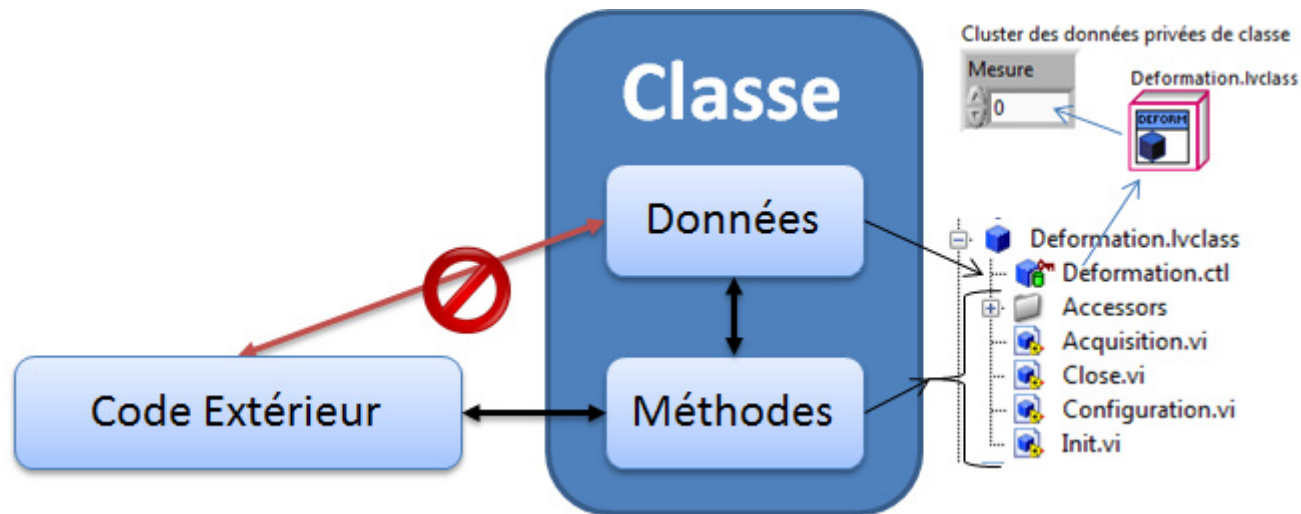 Classe
Données
Méthodes
Code Extérieur
Cluster des données privées de classe
Mesure
0
Deformation.lvclass
DEFORM
Deformation.lvclass
Deformation.ctl
Accessors
Acquisition.vi
Close.vi
Configuration.vi
Init.vi